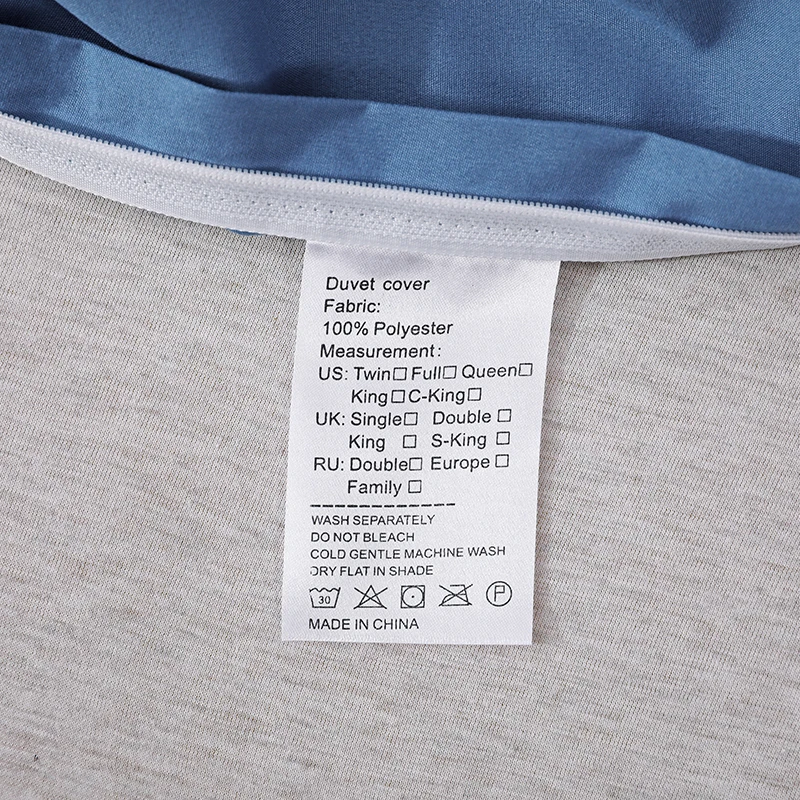 Duvet cover
Fabric:
100% Polyester
Measurement:
US: Twin☐ Full☐ Queen☐
King☐ C-King☐
UK: Single☐ Double ☐
King ☐ S-King ☐
RU: Double☐ Europe ☐
Family ☐
WASH SEPARATELY
DO NOT BLEACH
COLD GENTLE MACHINE WASH
DRY FLAT IN SHADE
30 P
MADE IN CHINA